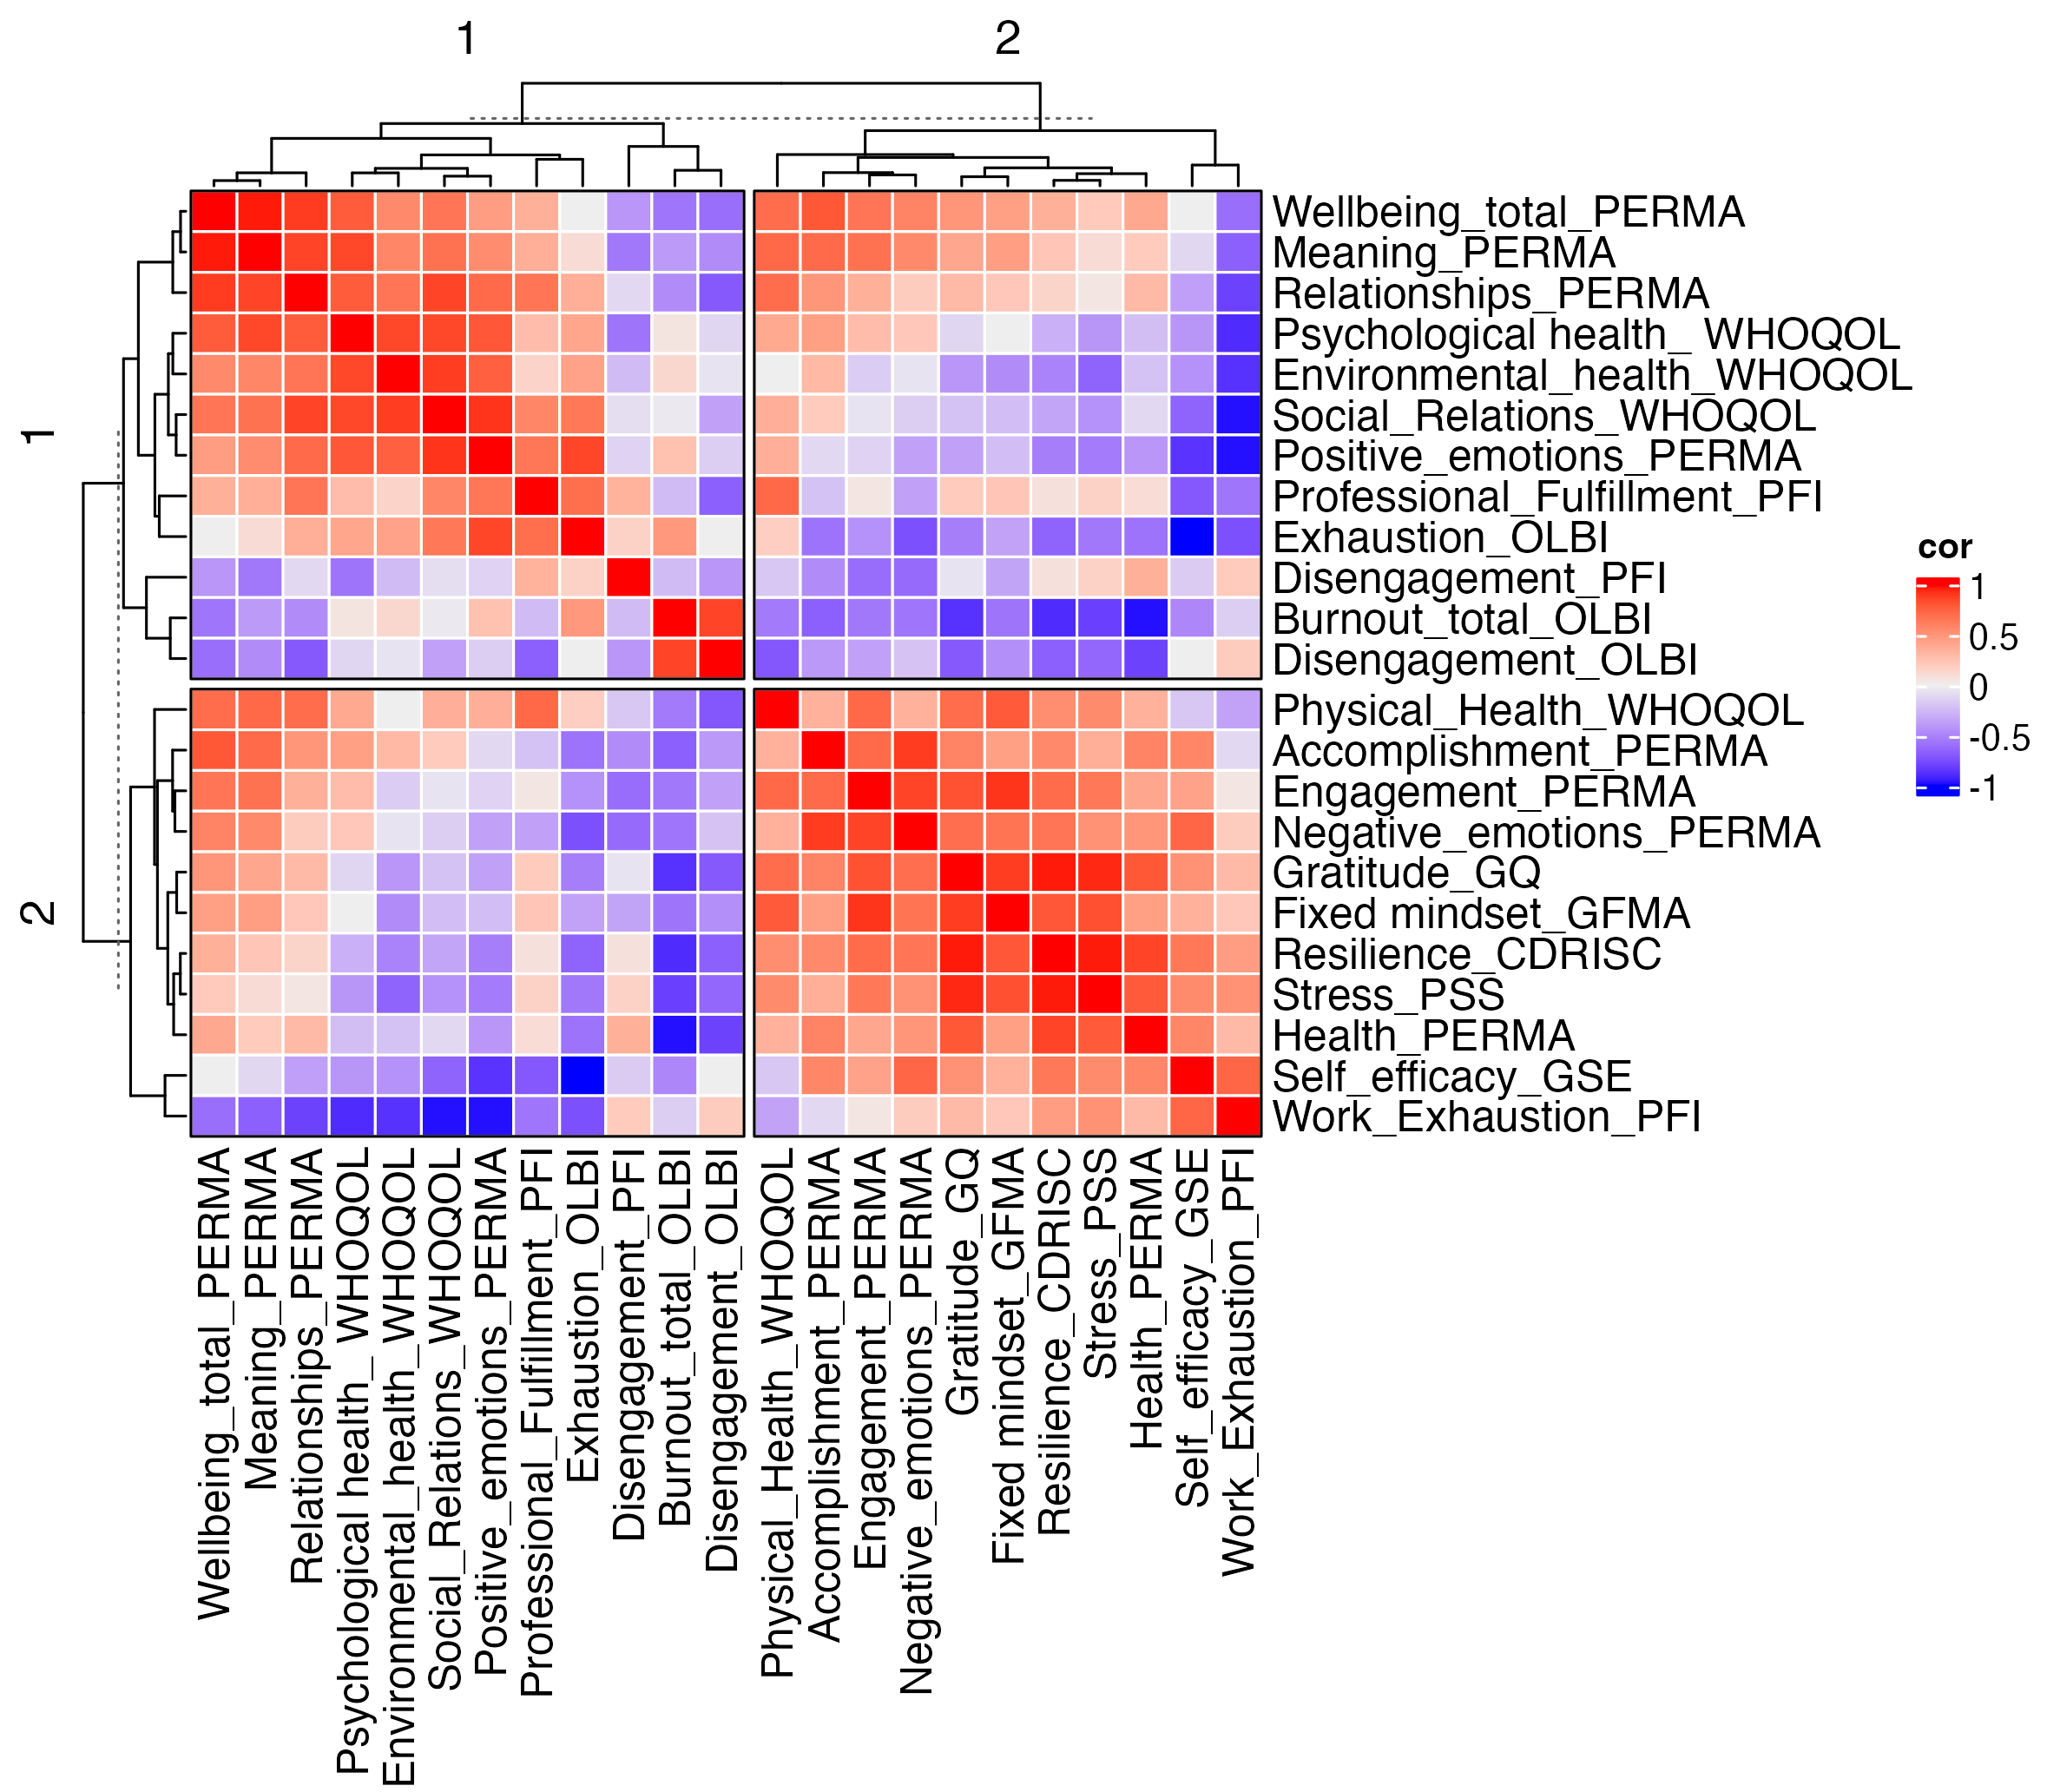 1
2
1
2
Wellbeing_total_PERMA
Meaning_PERMA
Relationships_PERMA
Psychological health_ WHOQOL
Environmental_health_WHOQOL
Social_Relations_WHOQOL
Positive_emotions_PERMA
Professional_Fulfillment_PFI
Exhaustion_OLBI
Disengagement_PFI
Burnout_total_OLBI
Disengagement_OLBI
Physical_Health_WHOQOL
Accomplishment_PERMA
Engagement_PERMA
Negative_emotions_PERMA
Gratitude_GQ
Fixed mindset_GFMA
Resilience_CDRISC
Stress_PSS
Health_PERMA
Self_efficacy_GSE
Work_Exhaustion_PFI
cor
1
0.5
0
-0.5
-1
Wellbeing_total_PERMA
Meaning_PERMA
Relationships_PERMA
Psychological health_ WHOQOL
Environmental_health_WHOQOL
Social_Relations_WHOQOL
Positive_emotions_PERMA
Professional_Fulfillment_PFI
Exhaustion_OLBI
Disengagement_PFI
Burnout_total_OLBI
Disengagement_OLBI
Physical_Health_WHOQOL
Accomplishment_PERMA
Engagement_PERMA
Negative_emotions_PERMA
Gratitude_GQ
Fixed mindset_GFMA
Resilience_CDRISC
Stress_PSS
Health_PERMA
Self_efficacy_GSE
Work_Exhaustion_PFI